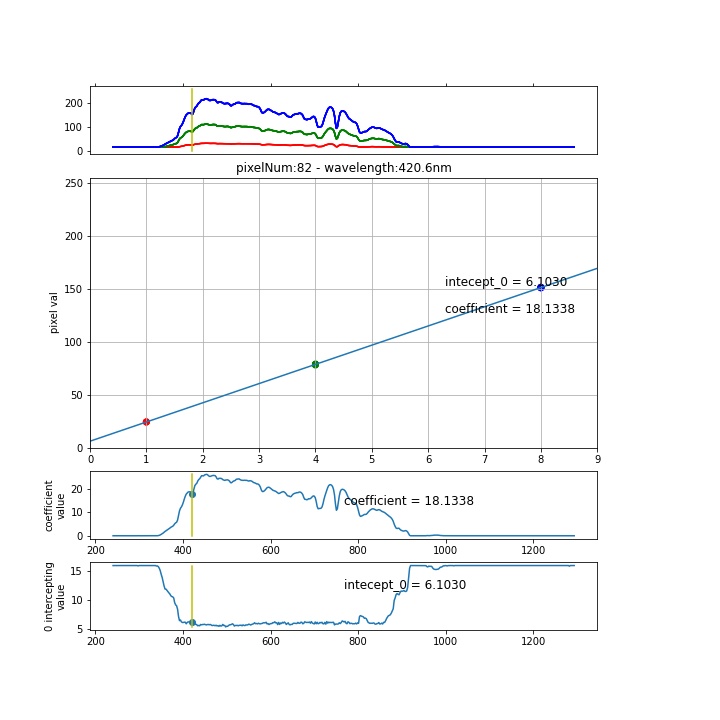 200
100
0
pixelNum:82 - wavelength:420.6nm
250
200
150
100
50
0
pixel val
intecept_0 = 6.1030
coefficient = 18.1338
0 1 2 3 4 5 6 7 8 9
20
10
0
coefficient
value
coefficient = 18.1338
200 400 600 800 1000 1200
15
10
5
0 intercepting
value
intecept_0 = 6.1030
200 400 600 800 1000 1200